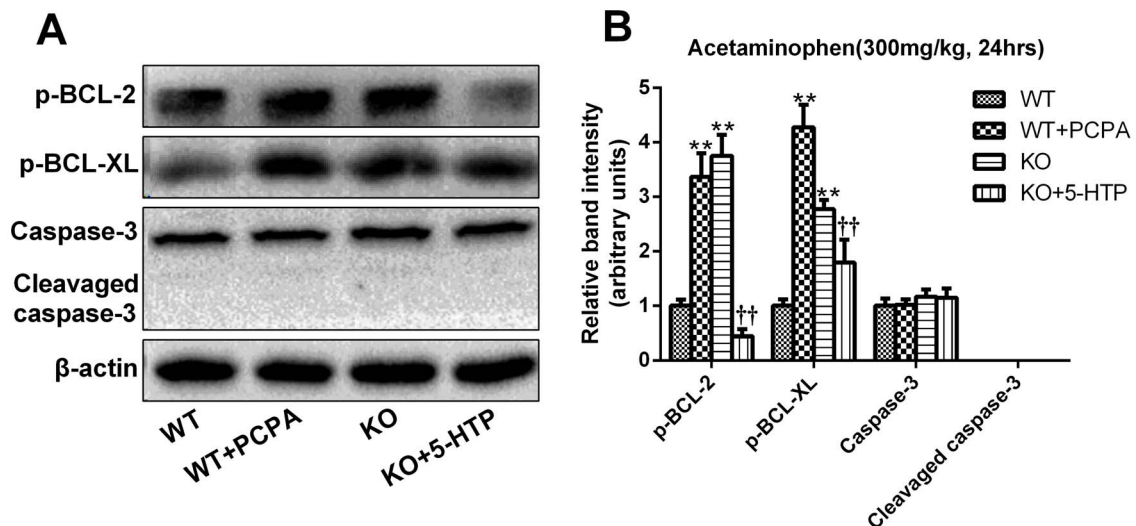 A
p-BCL-2
p-BCL-XL
Caspase-3
Cleavaged
caspase-3
β-actin
WT
WT+PCPA
KO
KO+5-HTP
B
Acetaminophen(300mg/kg, 24hrs)
Relative band intensity
(arbitrary units)
5
4
3
2
1
0
**
**
††
**
**
††
WT
WT+PCPA
KO
KO+5-HTP
p-BCL-2
p-BCL-XL
Caspase-3
Cleavaged caspase-3